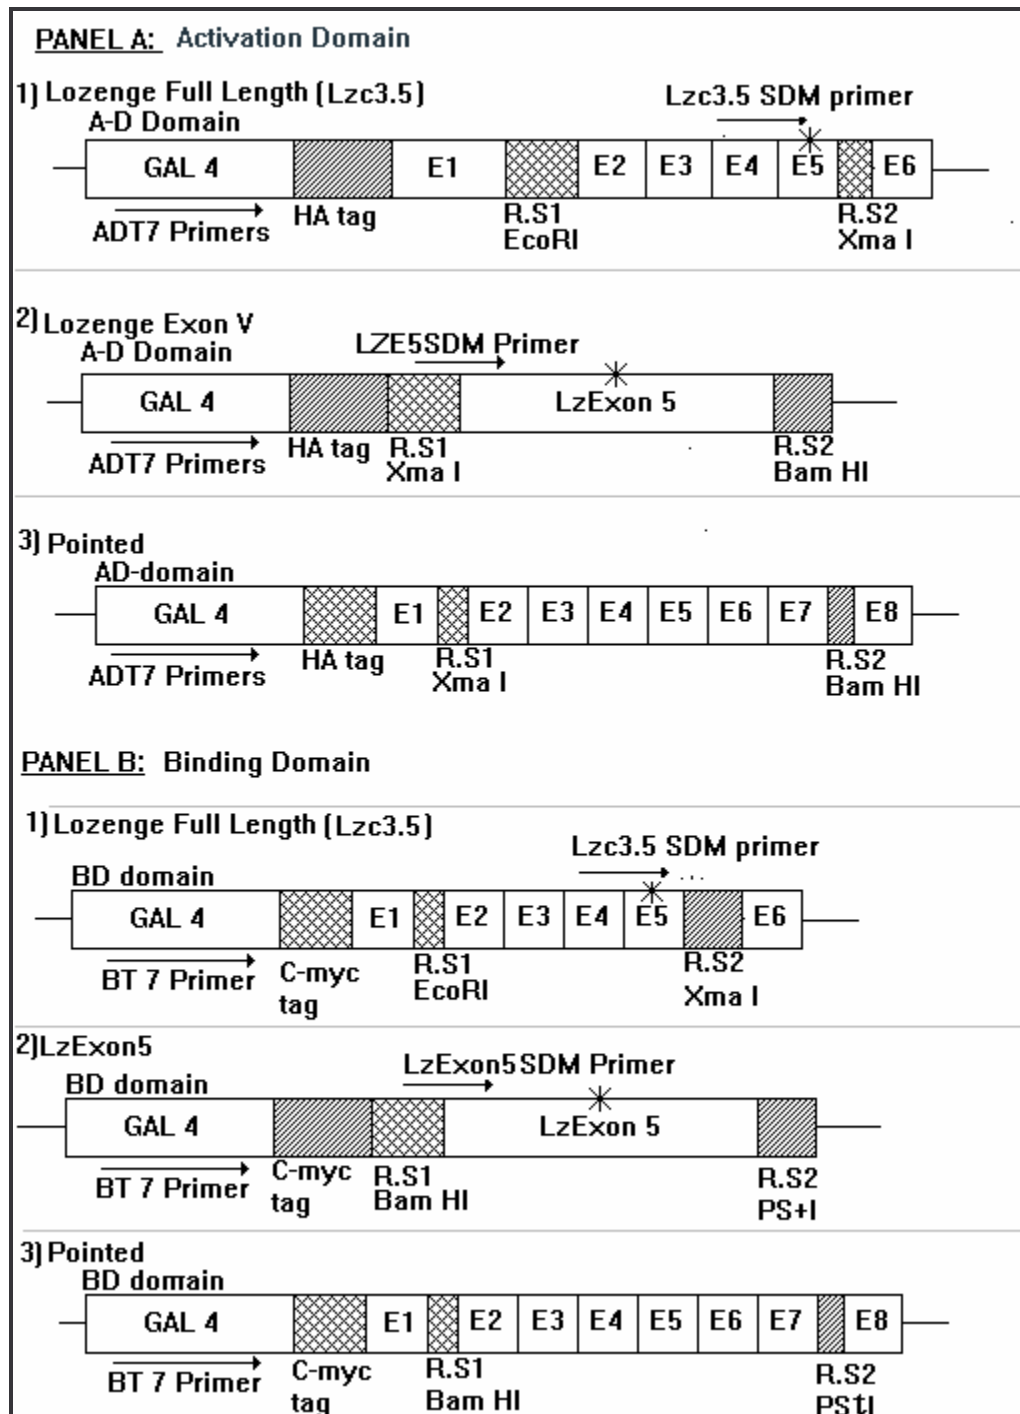 PANEL A: Activation Domain
1) Lozenge Full Length (Lzc3.5)
Lzc3.5 SDM primer
A-D Domain
GAL 4 E1 E2 E3 E4 E5 E6
ADT7 Primers HA tag R.S1 R.S2
EcoRI Xma I
2) Lozenge Exon V
LZE5SDM Primer
A-D Domain
GAL 4 LzExon 5
ADT7 Primers HA tag R.S1 R.S2
Xma I Bam HI
3) Pointed
AD-domain
GAL 4 E1 E2 E3 E4 E5 E6 E7 E8
ADT7 Primers HA tag R.S1 R.S2
Xma I Bam HI
PANEL B: Binding Domain
1) Lozenge Full Length (Lzc3.5)
Lzc3.5 SDM primer
BD domain
GAL 4 E1 E2 E3 E4 E5 E6
BT 7 Primer C-myc R.S1 R.S2
tag EcoRI Xma I
2)LzExon5
LzExon5SDM Primer
BD domain
GAL 4 LzExon 5
BT 7 Primer C-myc R.S1 R.S2
tag Bam HI PS+I
3) Pointed
BD domain
GAL 4 E1 E2 E3 E4 E5 E6 E7 E8
BT 7 Primer C-myc R.S1 R.S2
tag Bam HI PStI